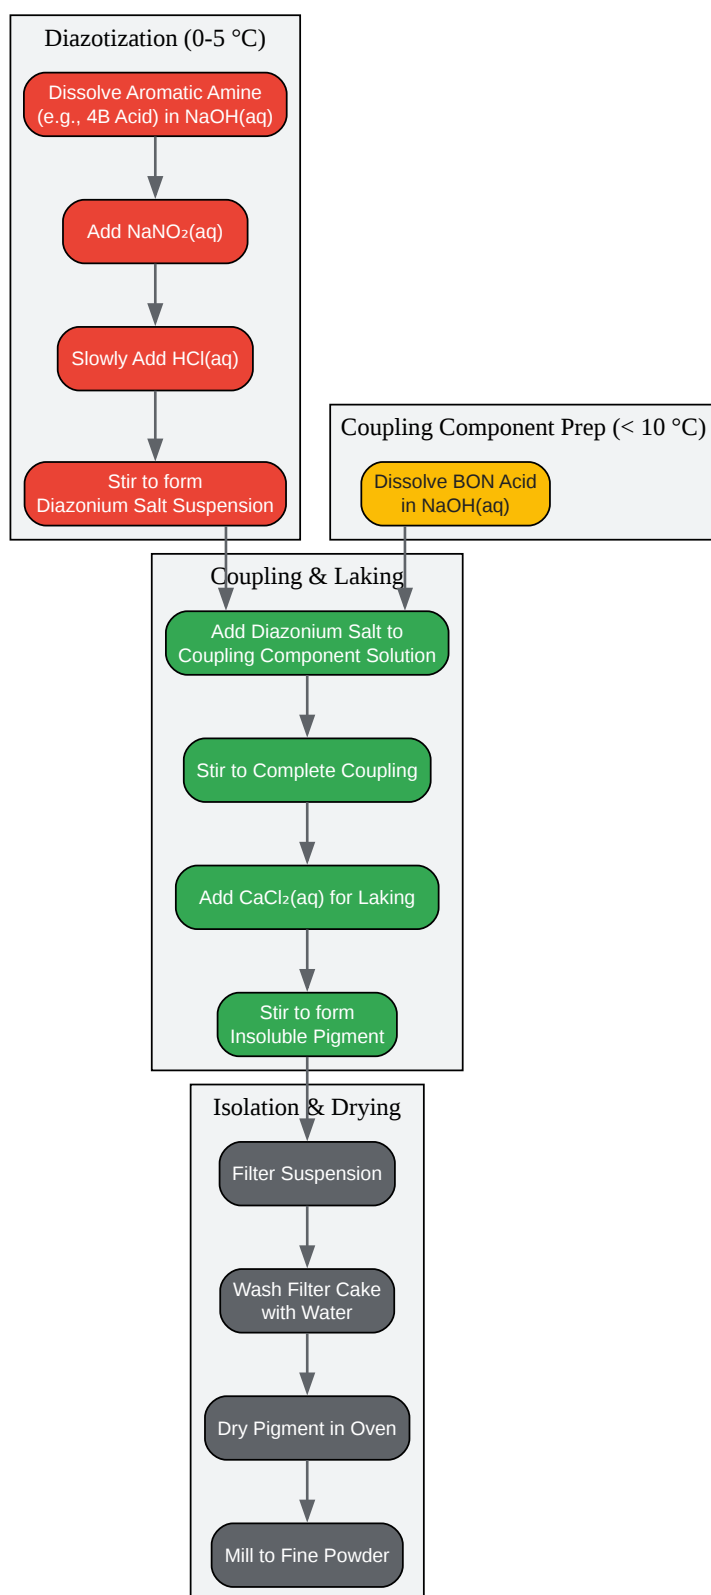 Diazotization (0-5 °C)
Dissolve Aromatic Amine
(e.g., 4B Acid) in NaOH(aq)
Add NaNO₂(aq)
Slowly Add HCl(aq)
Stir to form
Diazonium Salt Suspension
Coupling Component Prep (< 10 °C)
Dissolve BON Acid
in NaOH(aq)
Coupling & Laking
Add Diazonium Salt to
Coupling Component Solution
Stir to Complete Coupling
Add CaCl₂(aq) for Laking
Stir to form
Insoluble Pigment
Isolation & Drying
Filter Suspension
Wash Filter Cake
with Water
Dry Pigment in Oven
Mill to Fine Powder